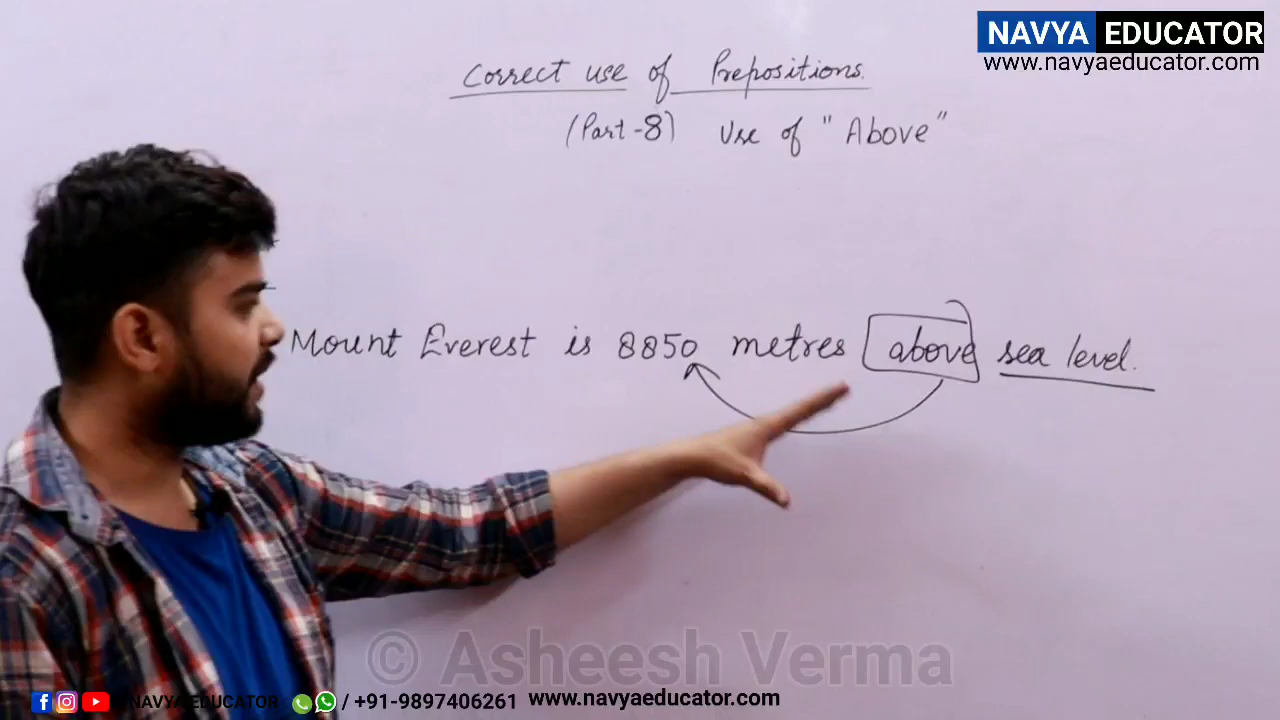 NAVYA EDUCATOR
www.navyaeducator.com
Correct use of Prepositions.
(Part-8) Use of "Above"
Mount Everest is 8850 metres above sea level.
© Asheesh Verma
/NAVYAEDUCATOR / +91-9897406261 www.navyaeducator.com